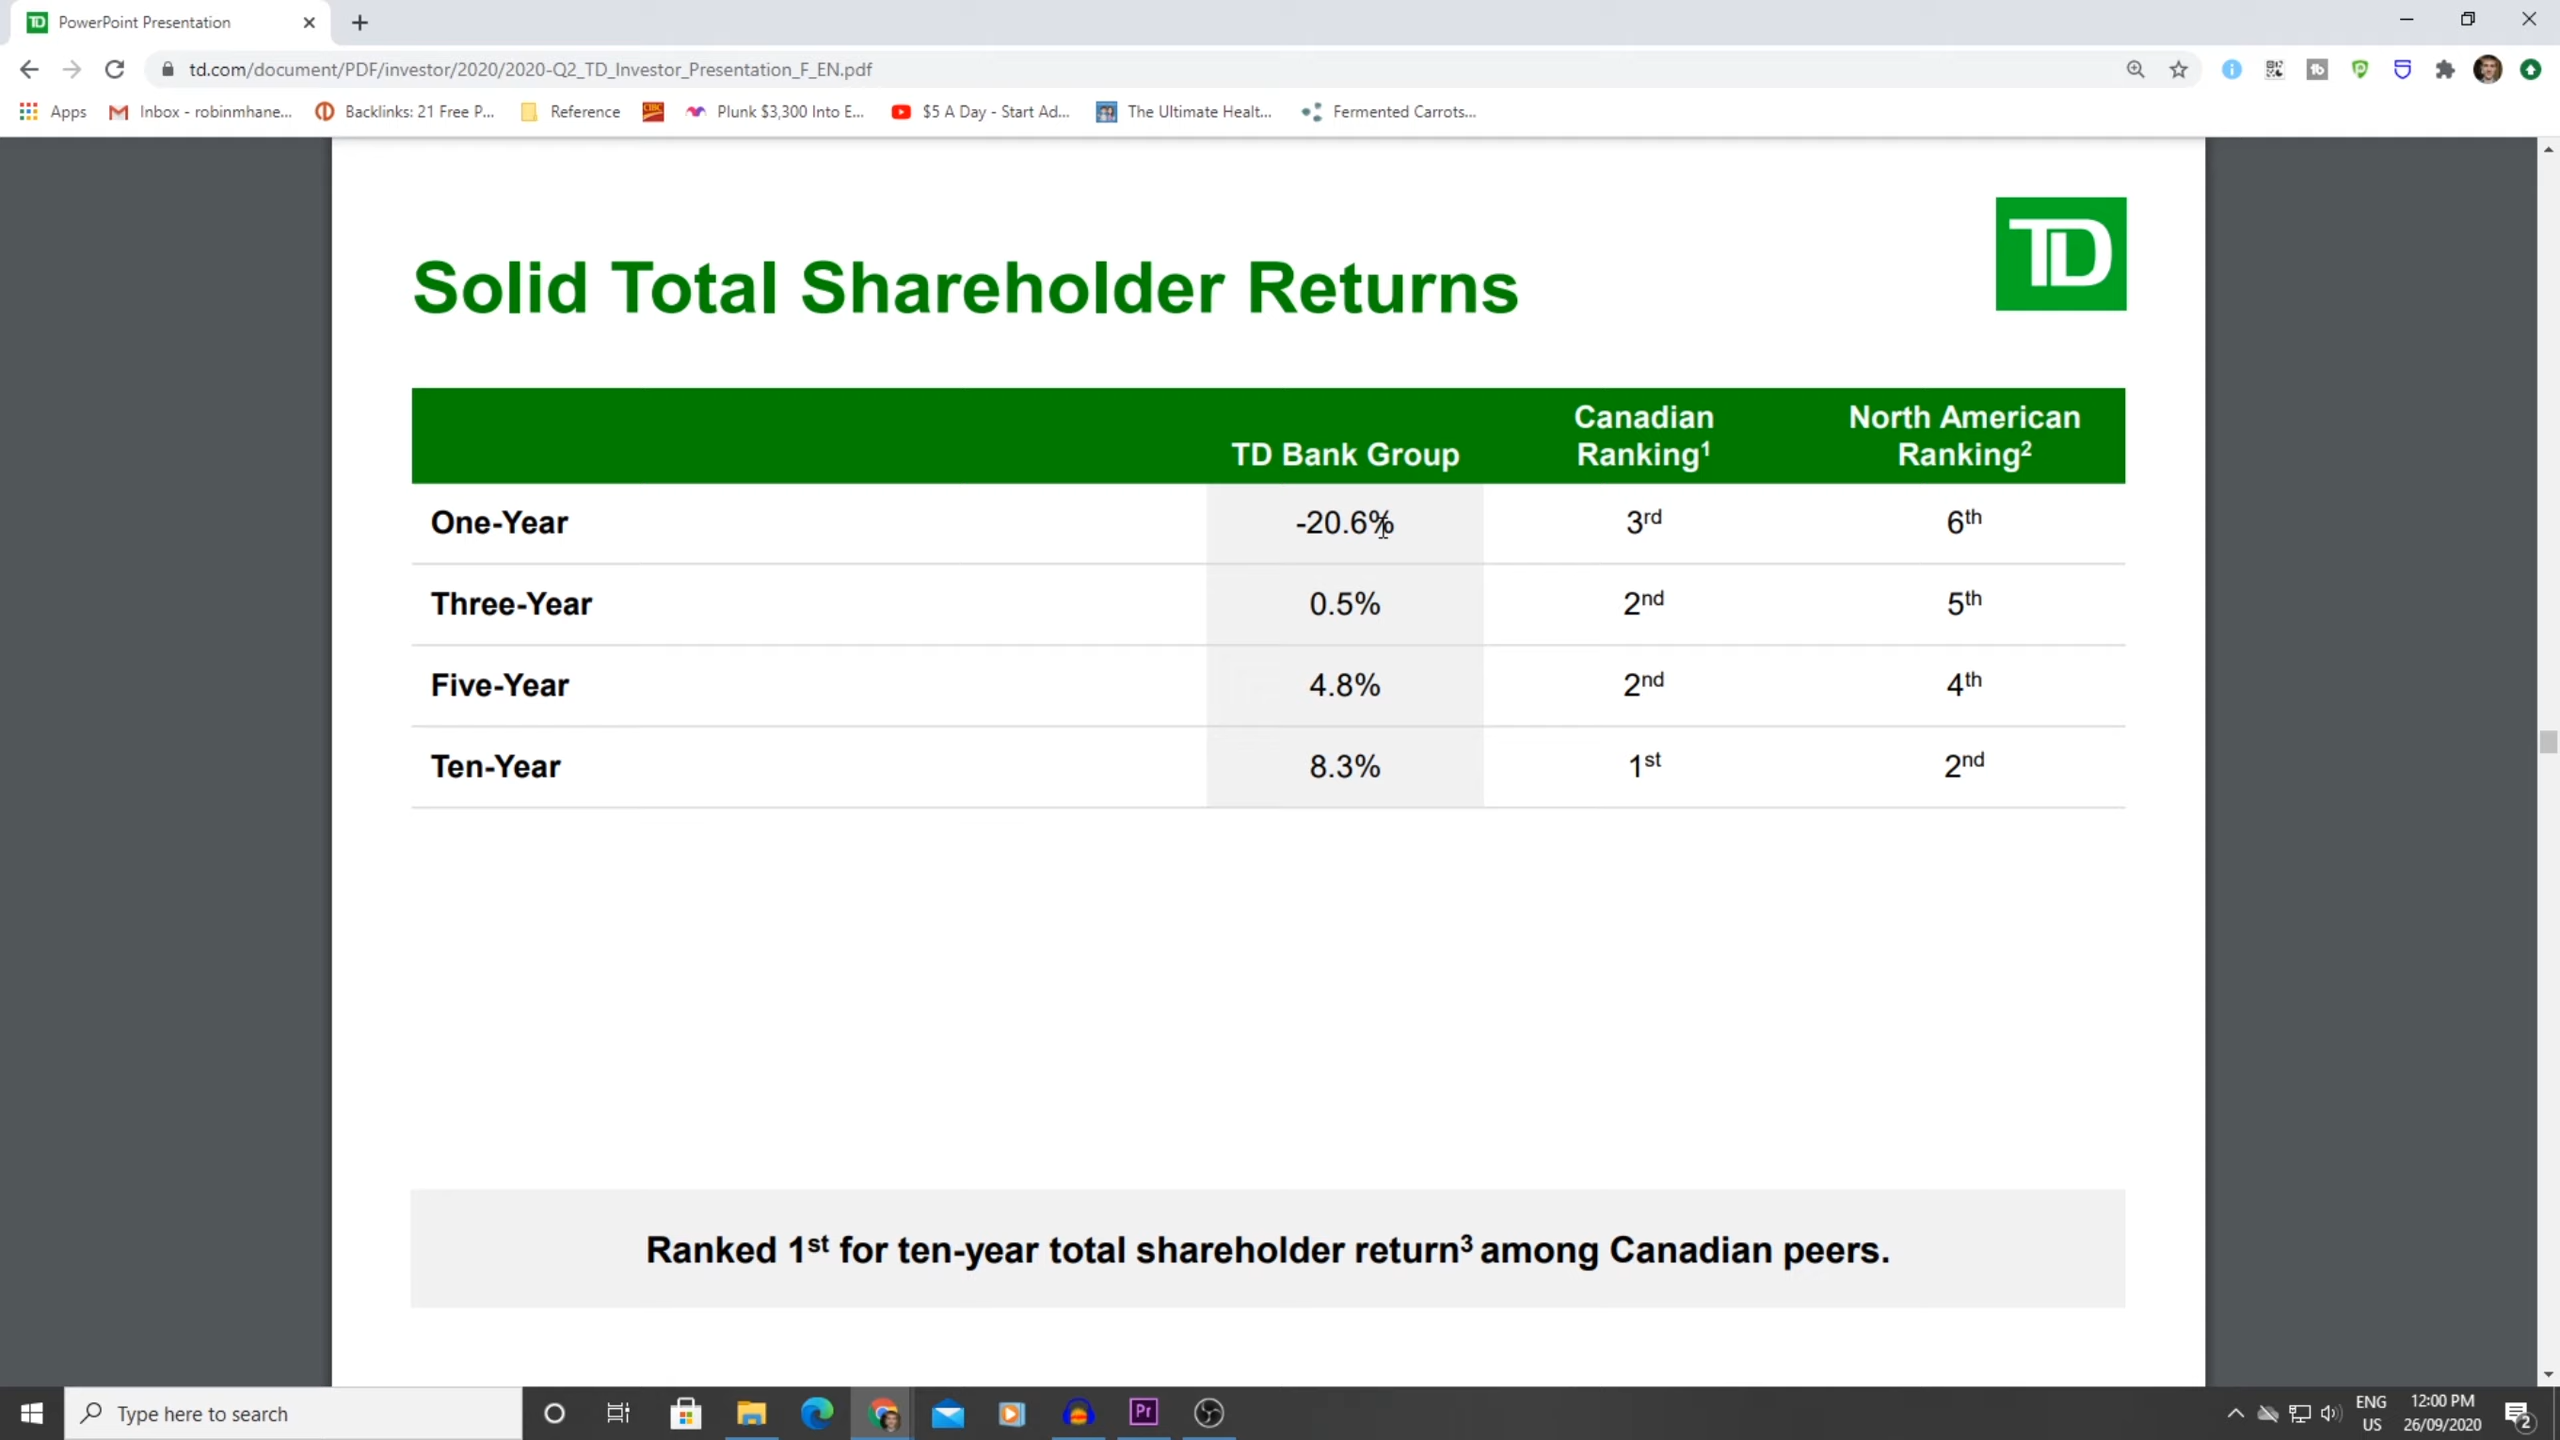 PowerPoint Presentation
td.com/document/PDF/investor/2020/2020-Q2_TD_Investor_Presentation_F_EN.pdf
Apps Inbox - robinmhane... Backlinks: 21 Free P... Reference CIBC Plunk $3,300 Into E... $5 A Day - Start Ad... The Ultimate Healt... Fermented Carrots...
TD
Solid Total Shareholder Returns
TD Bank Group Canadian Ranking¹ North American Ranking²
One-Year -20.6% 3rd 6th
Three-Year 0.5% 2nd 5th
Five-Year 4.8% 2nd 4th
Ten-Year 8.3% 1st 2nd
Ranked 1st for ten-year total shareholder return³ among Canadian peers.
Type here to search
Pr
ENG
US
12:00 PM
26/09/2020
2